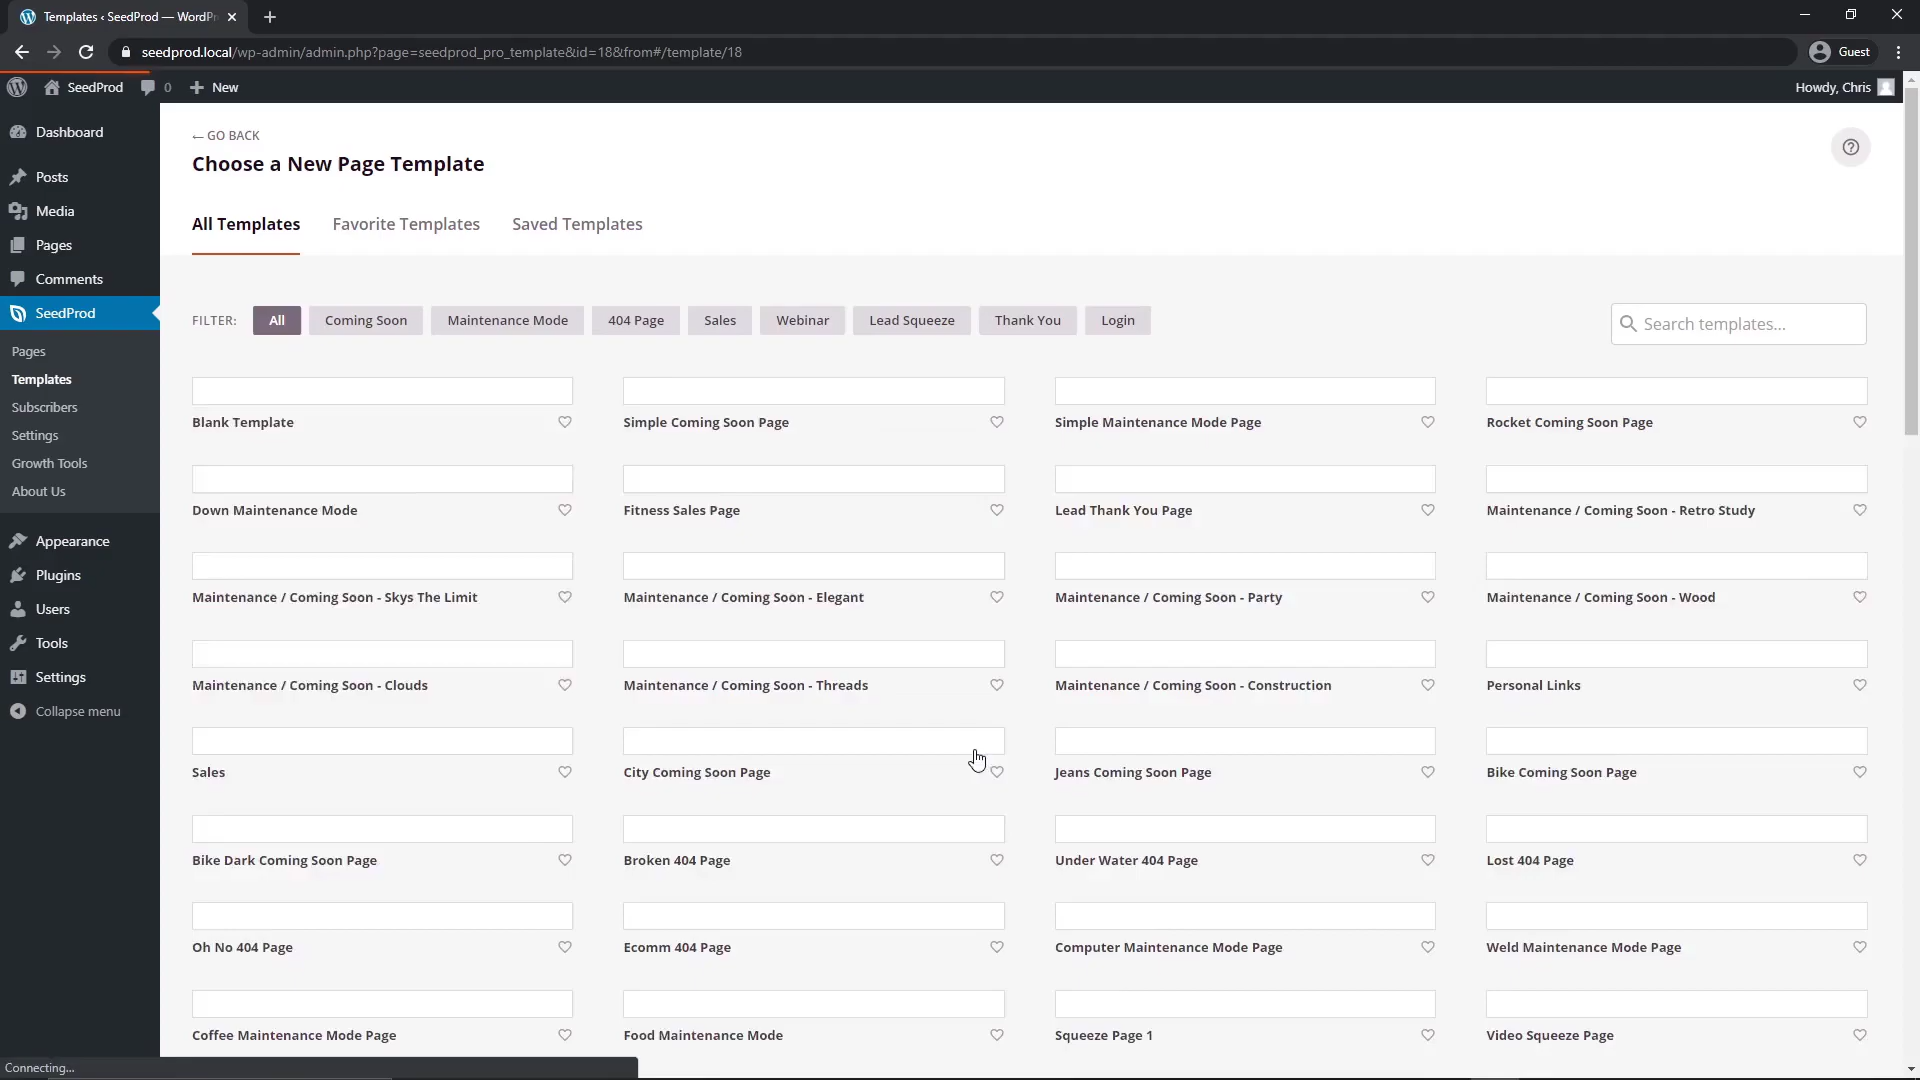 Templates ‹ SeedProd — WordPr
seedprod.local/wp-admin/admin.php?page=seedprod_pro_template&id=18&from#/template/18
Guest
SeedProd
0
New
Howdy, Chris
Dashboard
Posts
Media
Pages
Comments
SeedProd
Pages
Templates
Subscribers
Settings
Growth Tools
About Us
Appearance
Plugins
Users
Tools
Settings
Collapse menu
← GO BACK
Choose a New Page Template
All Templates Favorite Templates Saved Templates
FILTER: All Coming Soon Maintenance Mode 404 Page Sales Webinar Lead Squeeze Thank You Login
Search templates...
Blank Template Simple Coming Soon Page Simple Maintenance Mode Page Rocket Coming Soon Page
Down Maintenance Mode Fitness Sales Page Lead Thank You Page Maintenance / Coming Soon - Retro Study
Maintenance / Coming Soon - Skys The Limit Maintenance / Coming Soon - Elegant Maintenance / Coming Soon - Party Maintenance / Coming Soon - Wood
Maintenance / Coming Soon - Clouds Maintenance / Coming Soon - Threads Maintenance / Coming Soon - Construction Personal Links
Sales City Coming Soon Page Jeans Coming Soon Page Bike Coming Soon Page
Bike Dark Coming Soon Page Broken 404 Page Under Water 404 Page Lost 404 Page
Oh No 404 Page Ecomm 404 Page Computer Maintenance Mode Page Weld Maintenance Mode Page
Coffee Maintenance Mode Page Food Maintenance Mode Squeeze Page 1 Video Squeeze Page
Connecting...